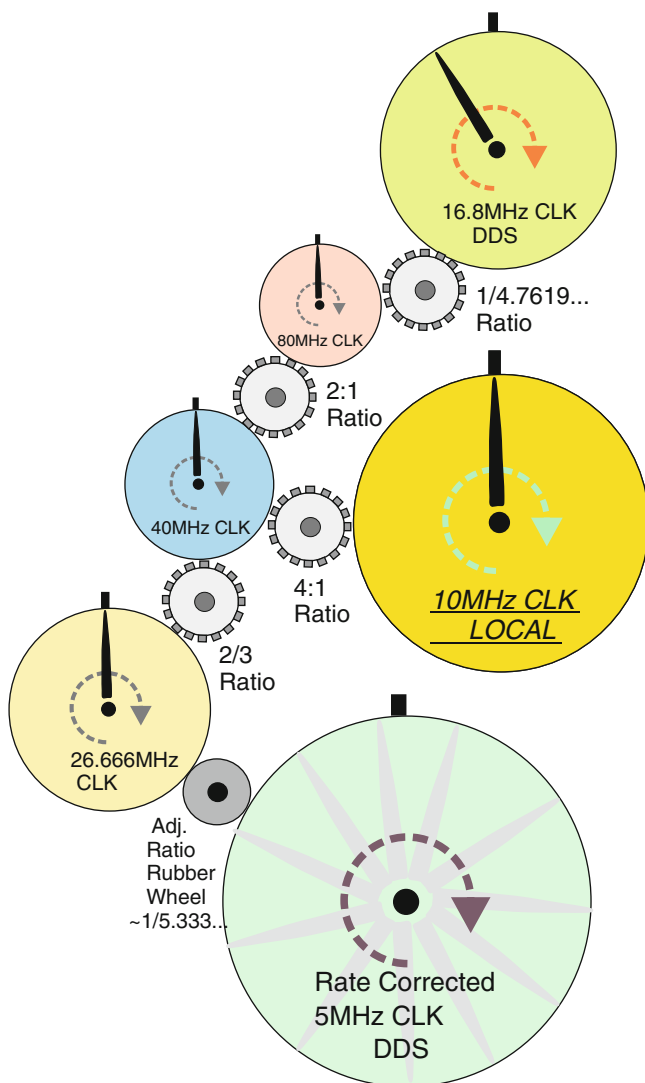 16.8MHz CLK
DDS
1/4.7619...
Ratio
80MHz CLK
2:1
Ratio
40MHz CLK
4:1
Ratio
10MHz CLK
LOCAL
2/3
Ratio
26.666MHz
CLK
Adj.
Ratio
Rubber
Wheel
~1/5.333...
Rate Corrected
5MHz CLK
DDS